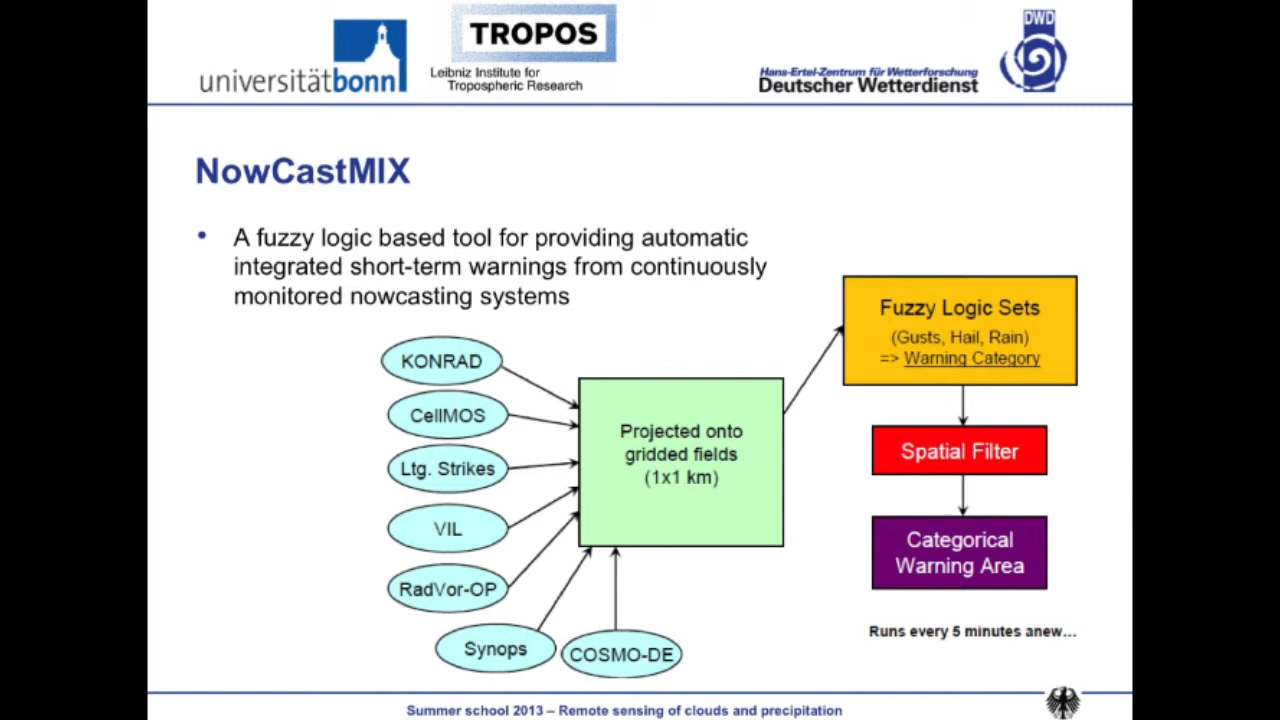 universitätbonn
TROPOS
Leibniz Institute for
Tropospheric Research
Hans-Ertel-Zentrum für Wetterforschung
Deutscher Wetterdienst
DWD
NowCastMIX
• A fuzzy logic based tool for providing automatic
integrated short-term warnings from continuously
monitored nowcasting systems
KONRAD
CellMOS
Ltg. Strikes
VIL
RadVor-OP
Synops
COSMO-DE
Projected onto
gridded fields
(1x1 km)
Fuzzy Logic Sets
(Gusts, Hail, Rain)
=> Warning Category
Spatial Filter
Categorical
Warning Area
Runs every 5 minutes anew...
Summer school 2013 – Remote sensing of clouds and precipitation